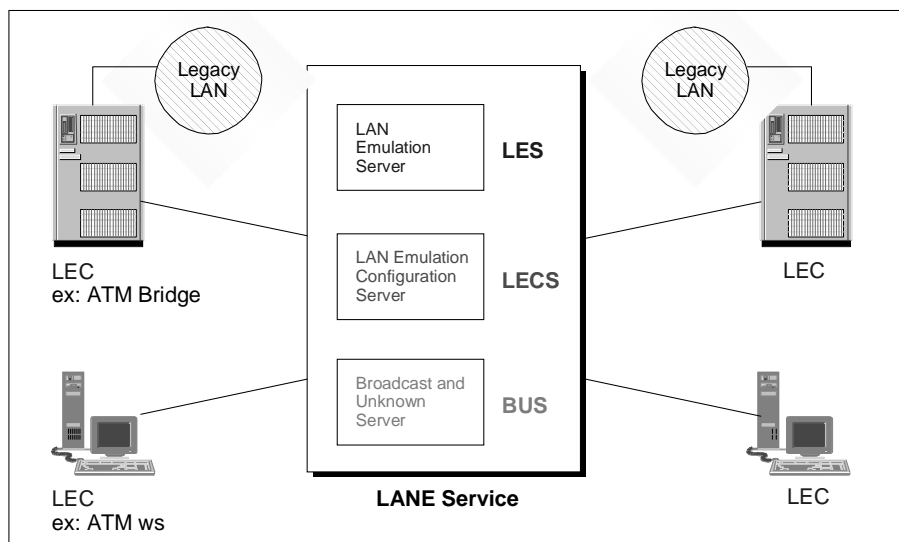 Legacy
LAN
Legacy
LAN
LAN
Emulation
Server
LES
LEC
ex: ATM Bridge
LAN Emulation
Configuration
Server
LECS
LEC
Broadcast and
Unknown
Server
BUS
LEC
ex: ATM ws
LANE Service
LEC